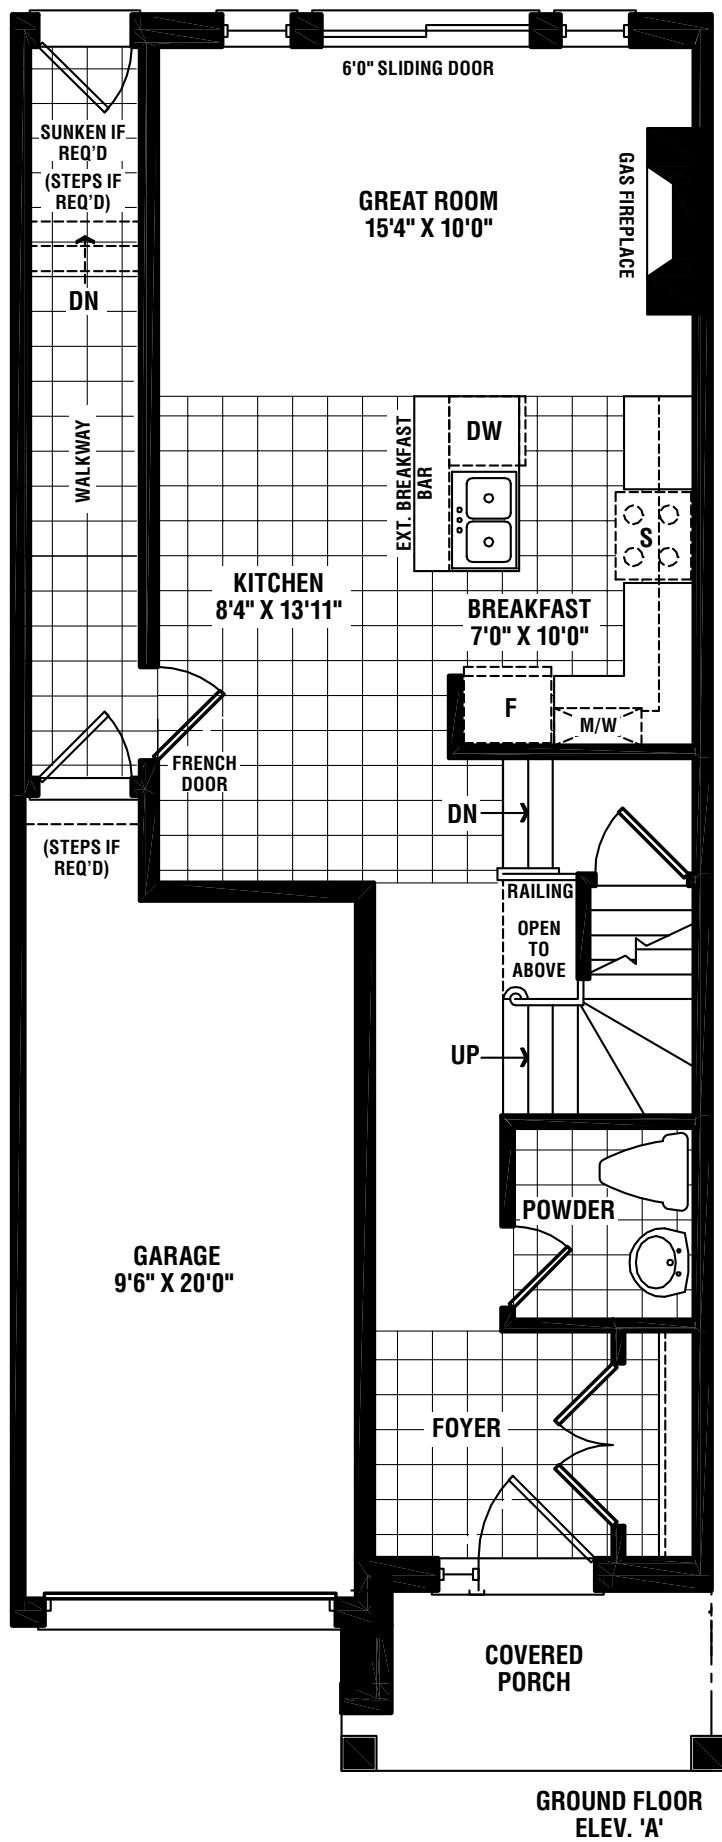 6'0" SLIDING DOOR
SUNKEN IF
REQ'D
(STEPS IF
REQ'D)
DN
WALKWAY
GREAT ROOM
15'4" X 10'0"
GAS FIREPLACE
EXT. BREAKFAST
BAR
DW
S
KITCHEN
8'4" X 13'11"
BREAKFAST
7'0" X 10'0"
F
M/W
FRENCH
DOOR
DN
(STEPS IF
REQ'D)
RAILING
OPEN
TO
ABOVE
UP
POWDER
GARAGE
9'6" X 20'0"
FOYER
COVERED
PORCH
GROUND FLOOR
ELEV. 'A'